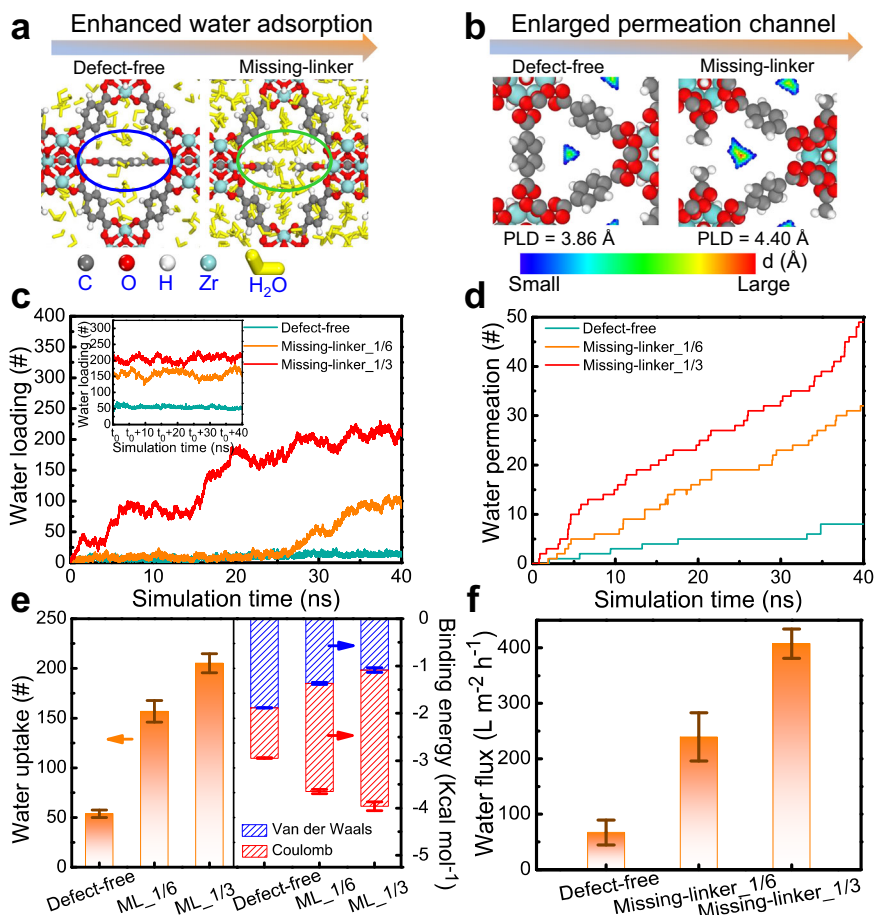 a
Enhanced water adsorption
Defect-free Missing-linker
C O H Zr H2O
b
Enlarged permeation channel
Defect-free Missing-linker
PLD = 3.86 Å PLD = 4.40 Å
d (Å)
Small Large
c
Water loading (#)
400
350
300
250
200
150
100
50
0
0 10 20 30 40
Simulation time (ns)
Defect-free
Missing-linker_1/6
Missing-linker_1/3
Water loading (#)
300
250
200
150
100
50
0
t0 t0+10 t0+20 t0+30 t0+40
Simulation time (ns)
d
Water permeation (#)
50
40
30
20
10
0
0 10 20 30 40
Simulation time (ns)
Defect-free
Missing-linker_1/6
Missing-linker_1/3
e
Water uptake (#)
250
200
150
100
50
0
Defect-free ML_1/6 ML_1/3
Defect-free ML_1/6 ML_1/3
Van der Waals
Coulomb
0
-1
-2
-3
-4
-5
Binding energy (Kcal mol-1)
f
Water flux (L m-2 h-1)
400
300
200
100
0
Defect-free Missing-linker_1/6 Missing-linker_1/3